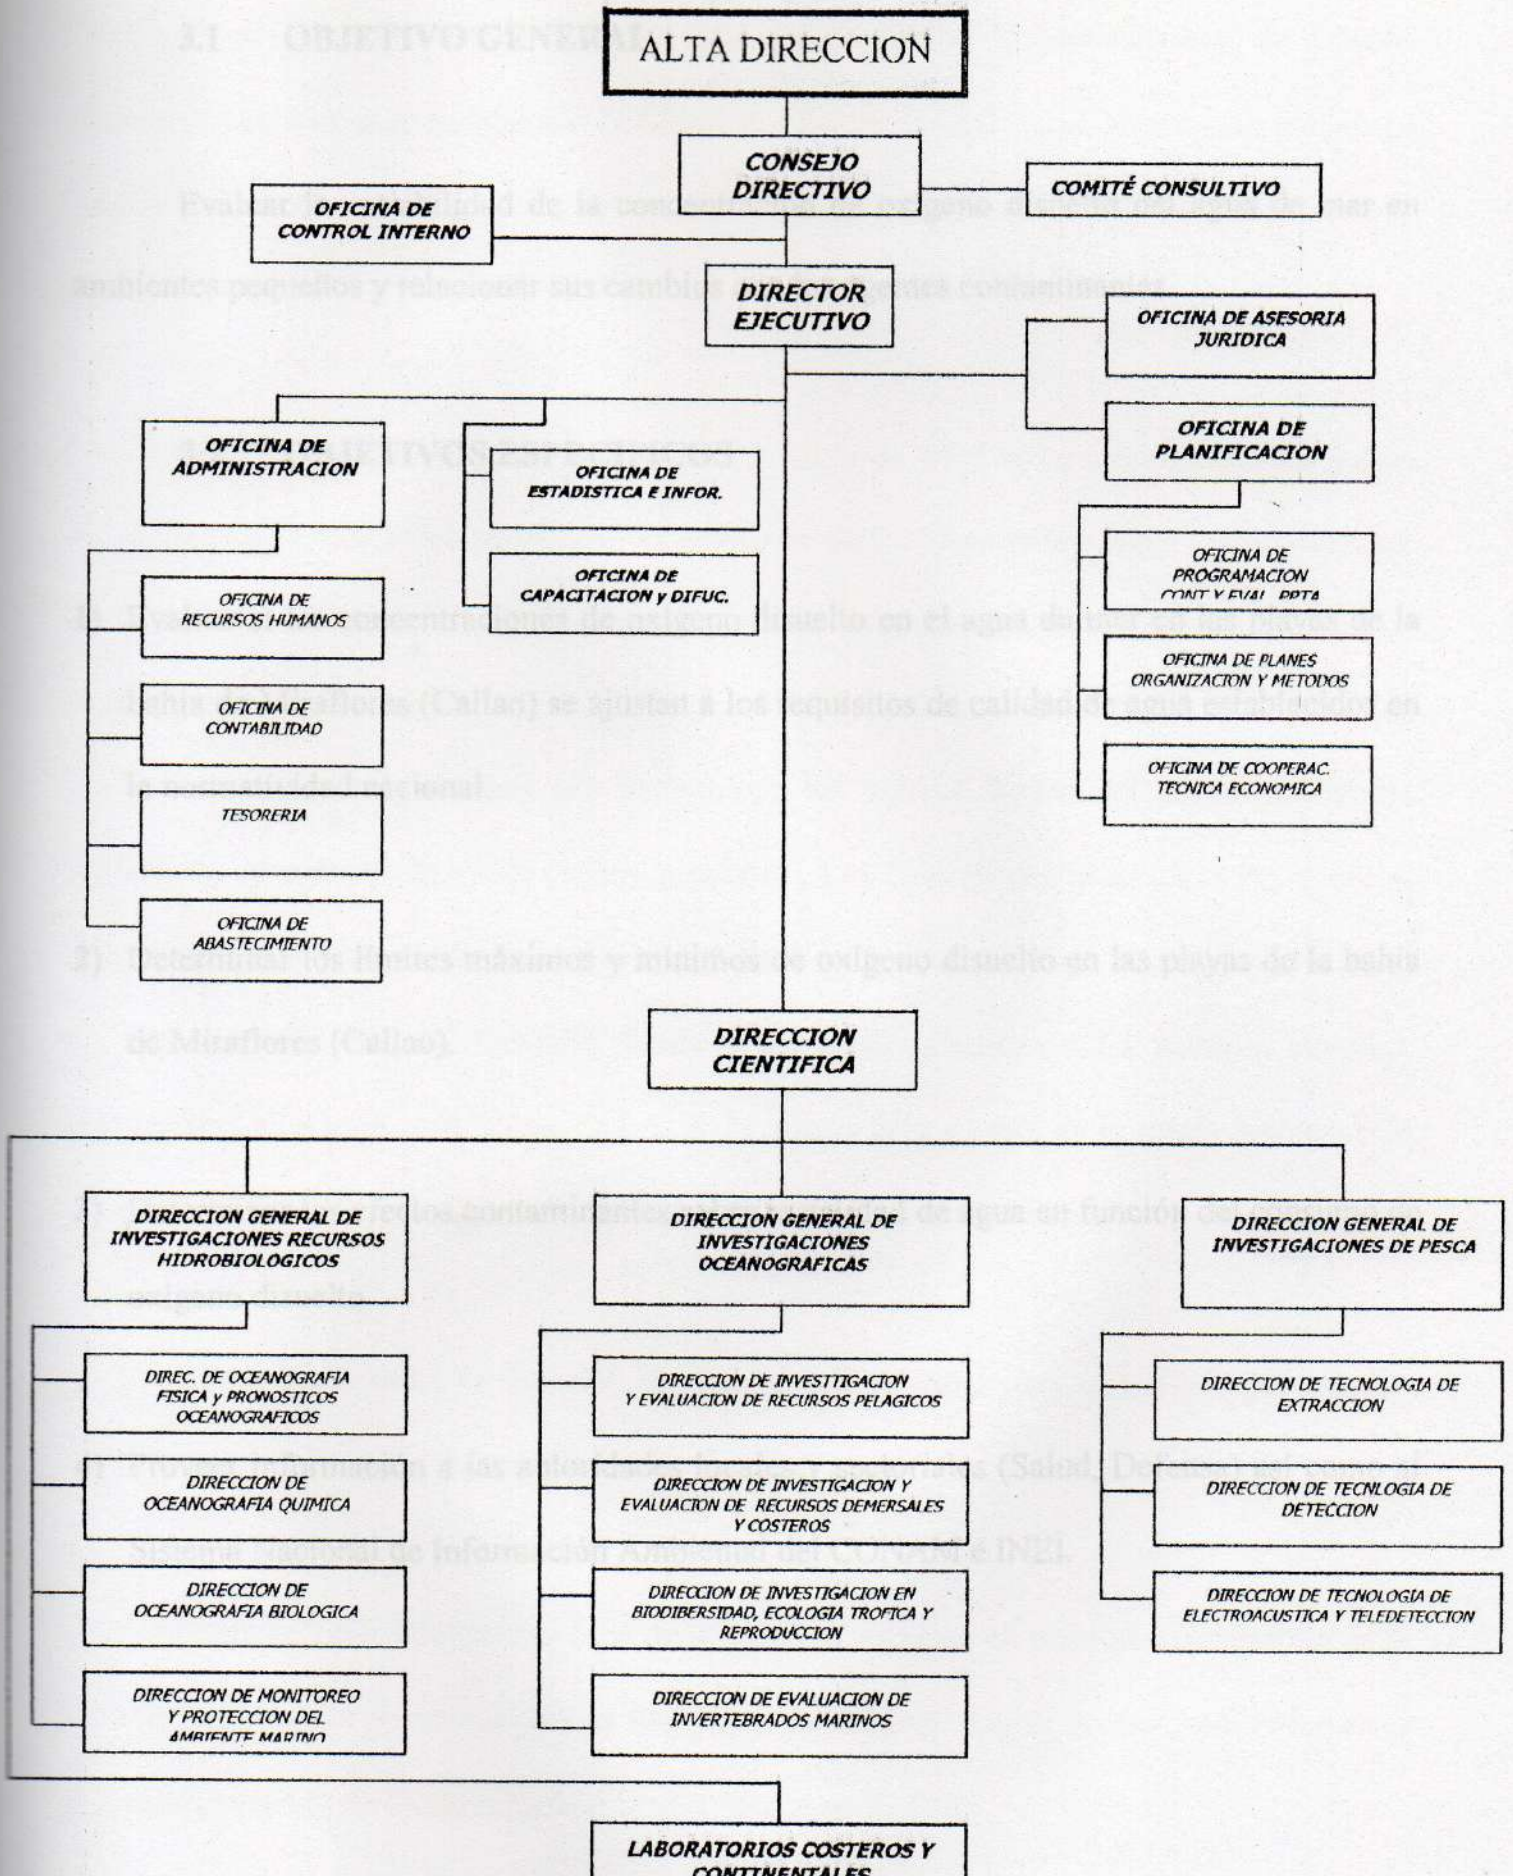 ALTA DIRECCION
CONSEJO
DIRECTIVO
COMITÉ CONSULTIVO
OFICINA DE
CONTROL INTERNO
DIRECTOR
EJECUTIVO
OFICINA DE ASESORIA
JURIDICA
OFICINA DE
PLANIFICACION
OFICINA DE
PROGRAMACION
CONT Y EVAL PPTA
OFICINA DE PLANES
ORGANIZACION Y METODOS
OFICINA DE COOPERAC.
TECNICA ECONOMICA
OFICINA DE
ADMINISTRACION
OFICINA DE
RECURSOS HUMANOS
OFICINA DE
CONTABILIDAD
TESORERIA
OFICINA DE
ABASTECIMIENTO
OFICINA DE
ESTADISTICA E INFOR.
OFICINA DE
CAPACITACION y DIFUC.
DIRECCION
CIENTIFICA
DIRECCION GENERAL DE
INVESTIGACIONES RECURSOS
HIDROBIOLOGICOS
DIREC. DE OCEANOGRAFIA
FISICA y PRONOSTICOS
OCEANOGRAFICOS
DIRECCION DE
OCEANOGRAFIA QUIMICA
DIRECCION DE
OCEANOGRAFIA BIOLOGICA
DIRECCION DE MONITOREO
Y PROTECCION DEL
AMBIENTE MARINO
DIRECCION GENERAL DE
INVESTIGACIONES
OCEANOGRAFICAS
DIRECCION DE INVESTTIGACION
Y EVALUACION DE RECURSOS PELAGICOS
DIRECCION DE INVESTIGACION Y
EVALUACION DE RECURSOS DEMERSALES
Y COSTEROS
DIRECCION DE INVESTIGACION EN
BIODIBERSIDAD, ECOLOGIA TROFICA Y
REPRODUCCION
DIRECCION DE EVALUACION DE
INVERTEBRADOS MARINOS
DIRECCION GENERAL DE
INVESTIGACIONES DE PESCA
DIRECCION DE TECNOLOGIA DE
EXTRACCION
DIRECCION DE TECNLOGIA DE
DETECCION
DIRECCION DE TECNOLOGIA DE
ELECTROACUSTICA Y TELEDETECCION
LABORATORIOS COSTEROS Y
CONTINENTALES